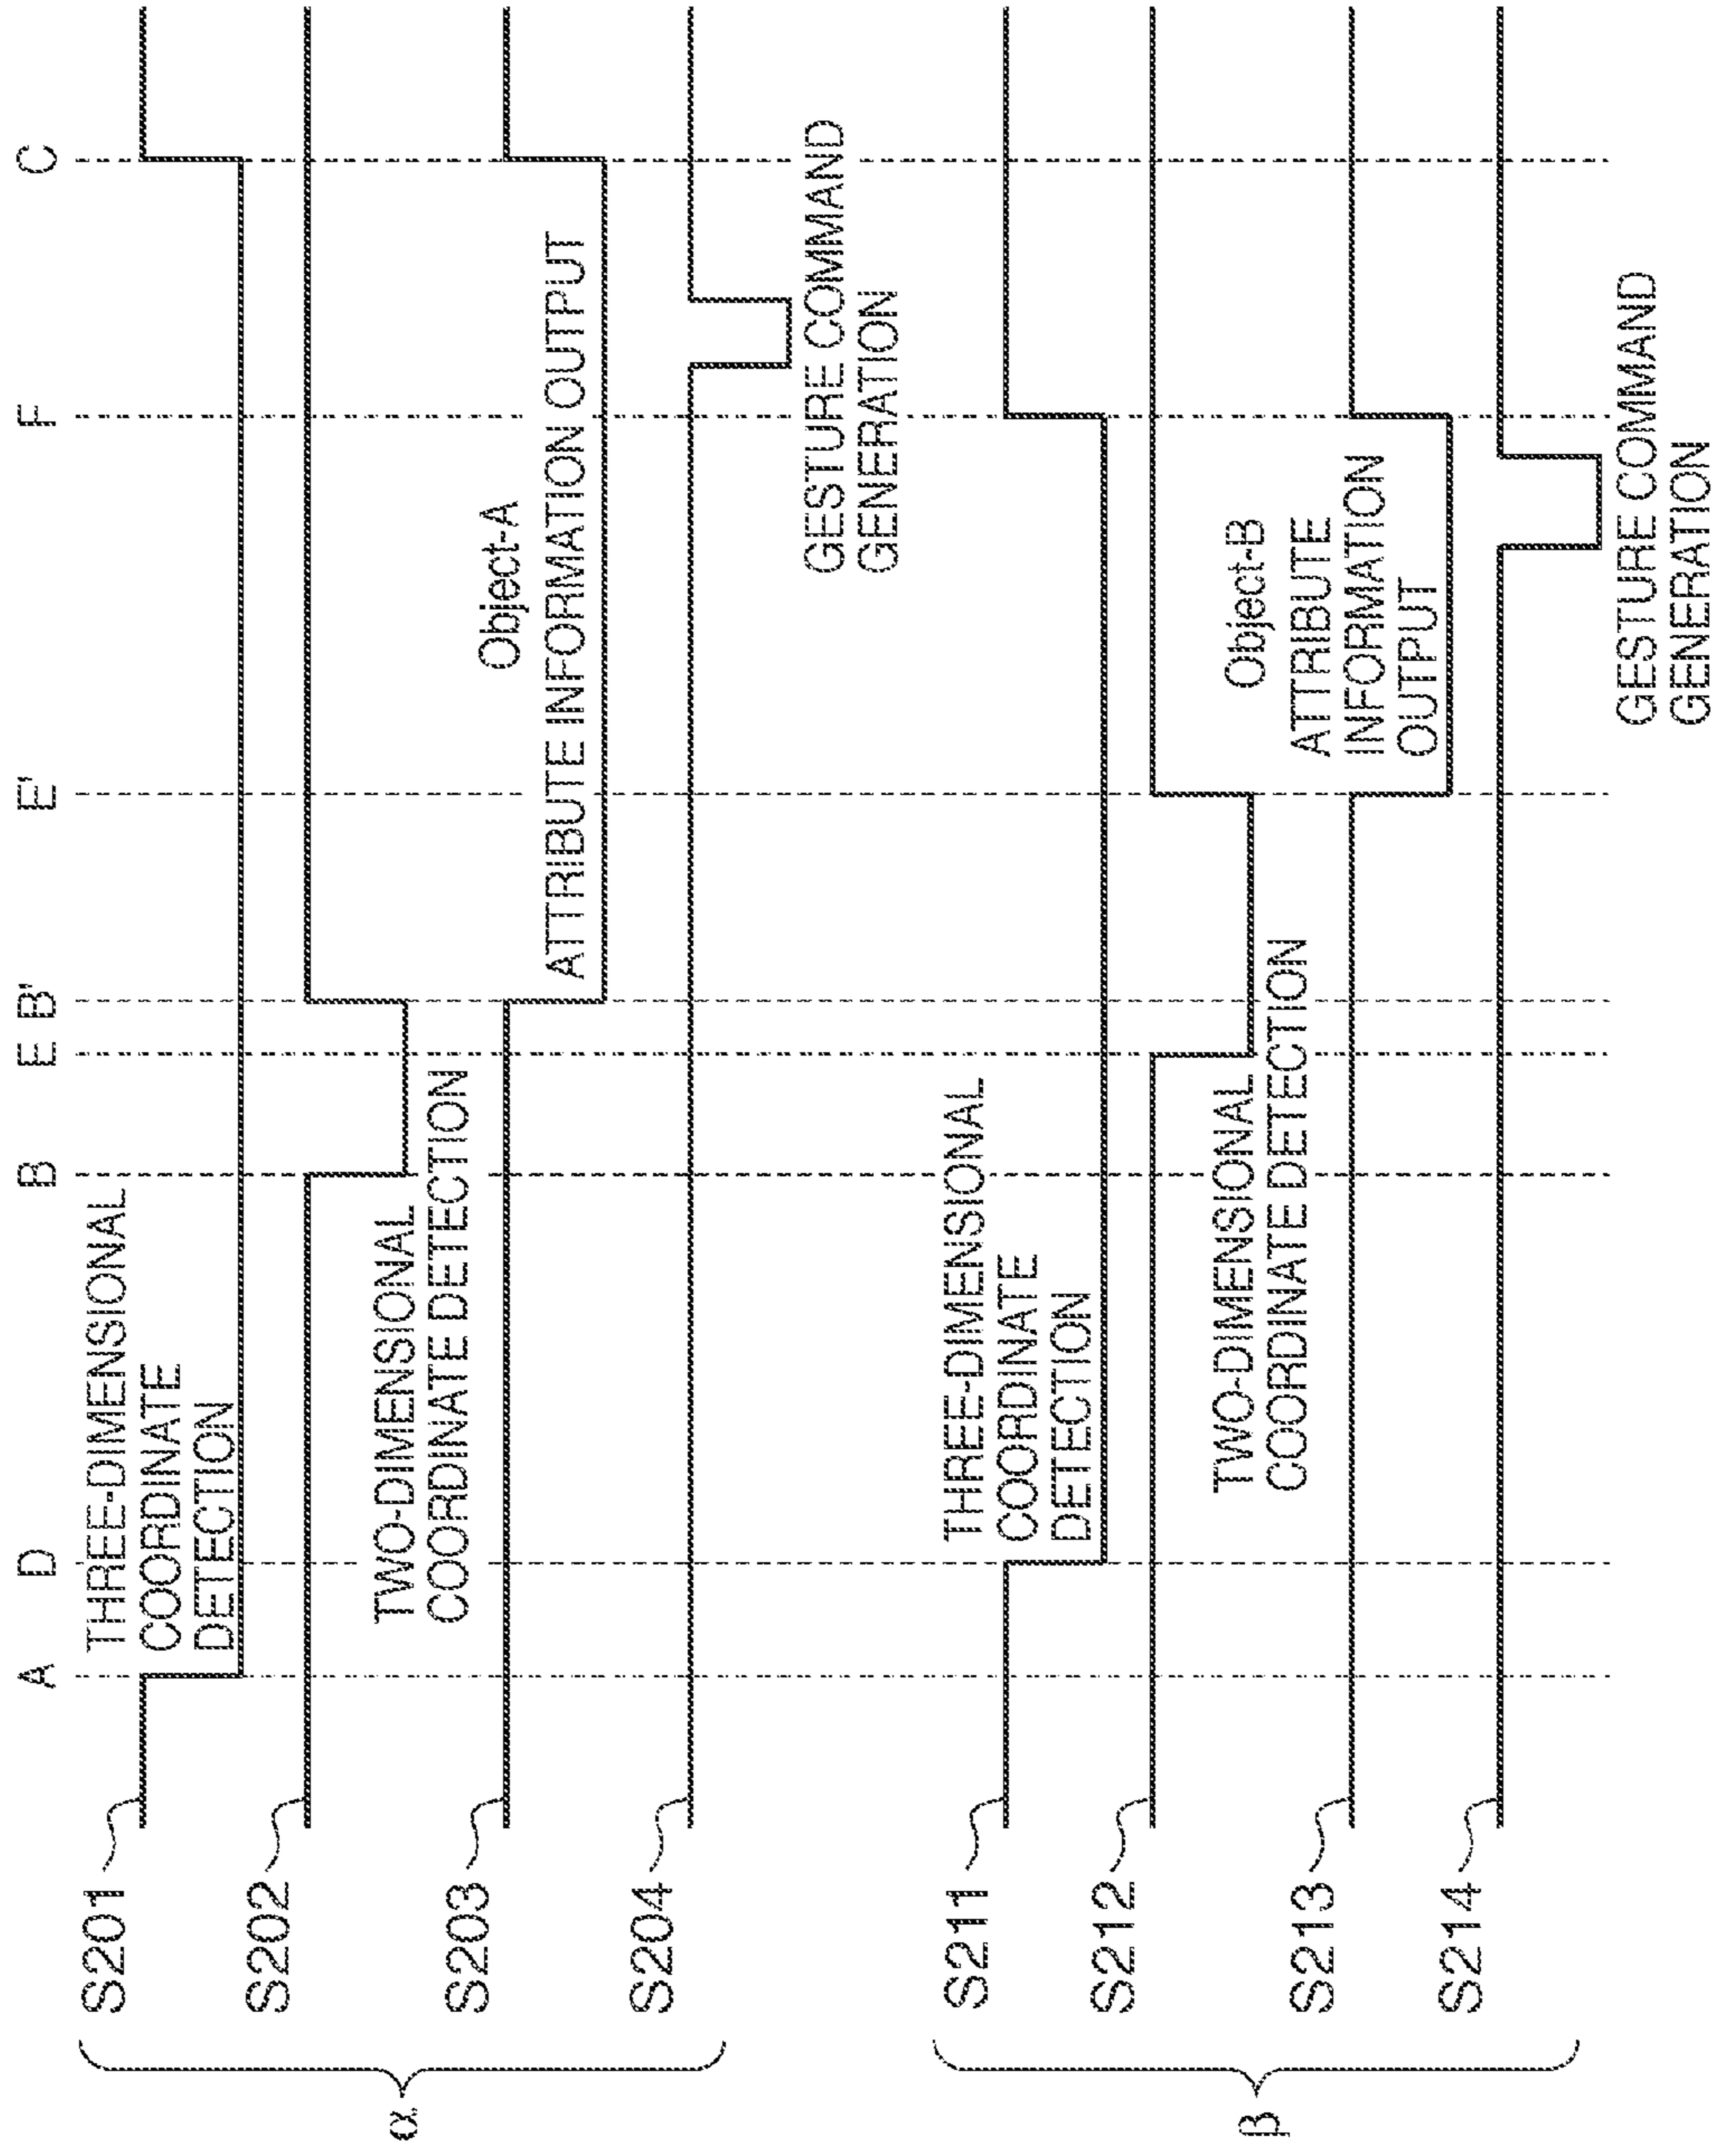 A
D
B
E
B'
E'
F
C
α
S201
THREE-DIMENSIONAL
COORDINATE
DETECTION
S202
TWO-DIMENSIONAL
COORDINATE DETECTION
S203
Object-A
ATTRIBUTE INFORMATION OUTPUT
S204
GESTURE COMMAND
GENERATION
β
S211
THREE-DIMENSIONAL
COORDINATE
DETECTION
S212
TWO-DIMENSIONAL
COORDINATE DETECTION
S213
Object-B
ATTRIBUTE
INFORMATION
OUTPUT
S214
GESTURE COMMAND
GENERATION